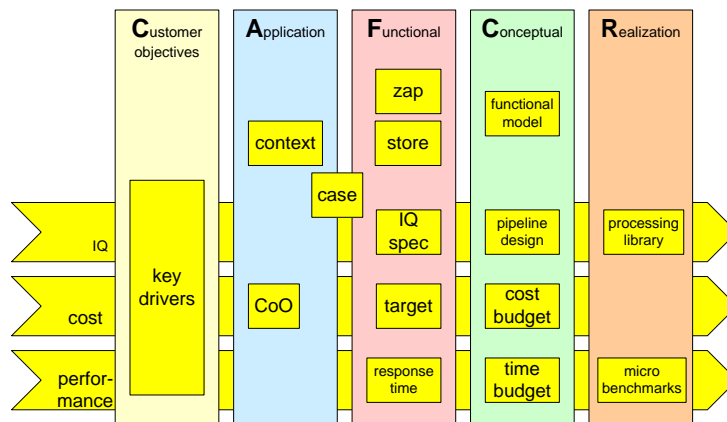 Customer
objectives
Application
Functional
Conceptual
Realization
zap
functional
model
context
store
case
IQ
key
drivers
IQ
spec
pipeline
design
processing
library
cost
CoO
target
cost
budget
perfor-
mance
response
time
time
budget
micro
benchmarks